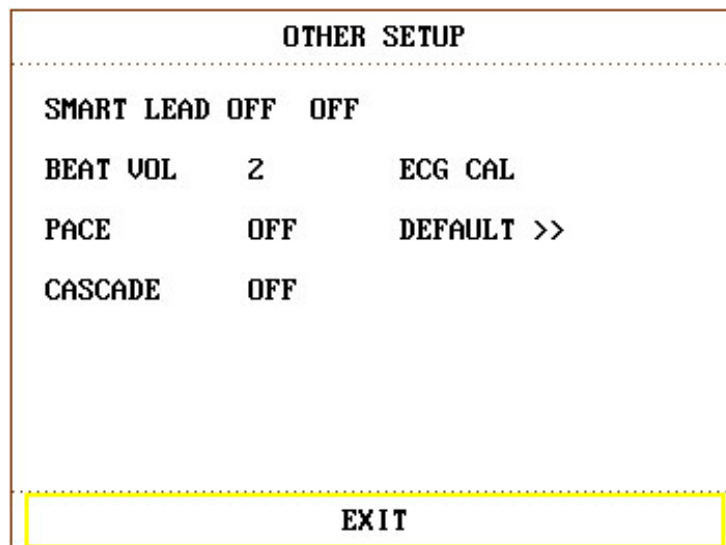 OTHER SETUP
SMART LEAD OFF OFF
BEAT VOL 2 ECG CAL
PACE OFF DEFAULT >>
CASCADE OFF
EXIT